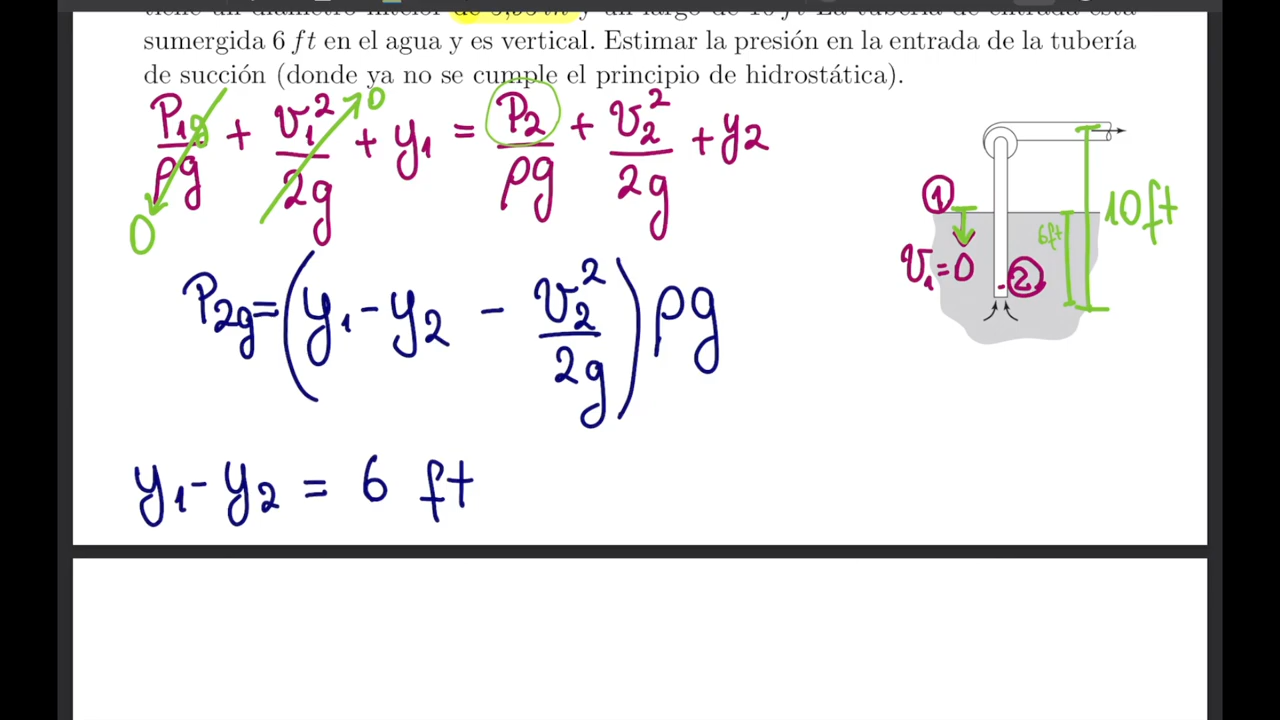 sumergida 6 ft en el agua y es vertical. Estimar la presión en la entrada de la tubería
de succión (donde ya no se cumple el principio de hidrostática).
P1g/ρg + v1²/2g + y1 = P2/ρg + v2²/2g + y2
0
0
P2g = (y1 - y2 - v2²/2g) ρg
y1 - y2 = 6 ft
1
10ft
6ft
v1 = 0
2